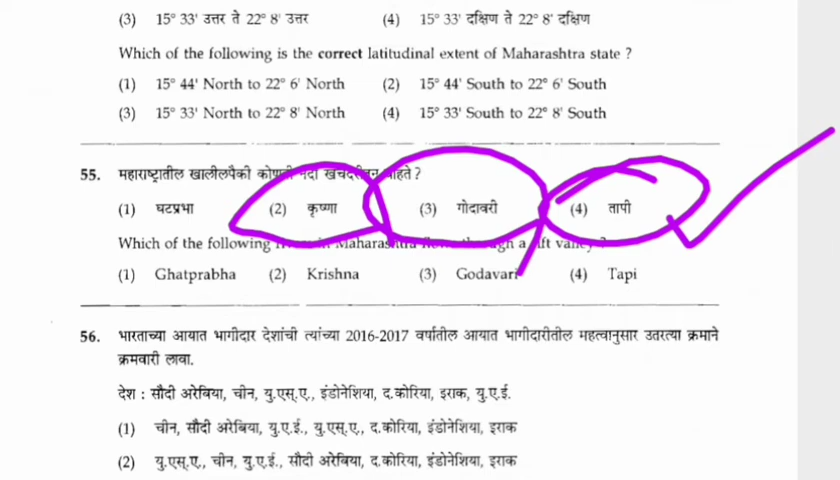 (3) 15° 33' उत्तर ते 22° 8' उत्तर (4) 15° 33' दक्षिण ते 22° 8' दक्षिण
Which of the following is the correct latitudinal extent of Maharashtra state ?
(1) 15° 44' North to 22° 6' North (2) 15° 44' South to 22° 6' South
(3) 15° 33' North to 22° 8' North (4) 15° 33' South to 22° 8' South
55. महाराष्ट्रातील खालीलपैकी कोणती नदी खचदरीतून वाहते?
(1) घटप्रभा (2) कृष्णा (3) गोदावरी (4) तापी
Which of the following in Maharashtra flows through a rift valley?
(1) Ghatprabha (2) Krishna (3) Godavari (4) Tapi
56. भारताच्या आयात भागीदार देशांची त्यांच्या 2016-2017 वर्षातील आयात भागीदारीतील महत्वानुसार उतरत्या क्रमाने
क्रमवारी लावा.
देश : सौदी अरेबिया, चीन, यु.एस्.ए., इंडोनेशिया, द.कोरिया, इराक, यु.ए.ई.
(1) चीन, सौदी अरेबिया, यु.ए.ई., यु.एस्.ए., द.कोरिया, इंडोनेशिया, इराक
(2) यु.एस्.ए., चीन, यु.ए.ई., सौदी अरेबिया, द.कोरिया, इंडोनेशिया, इराक